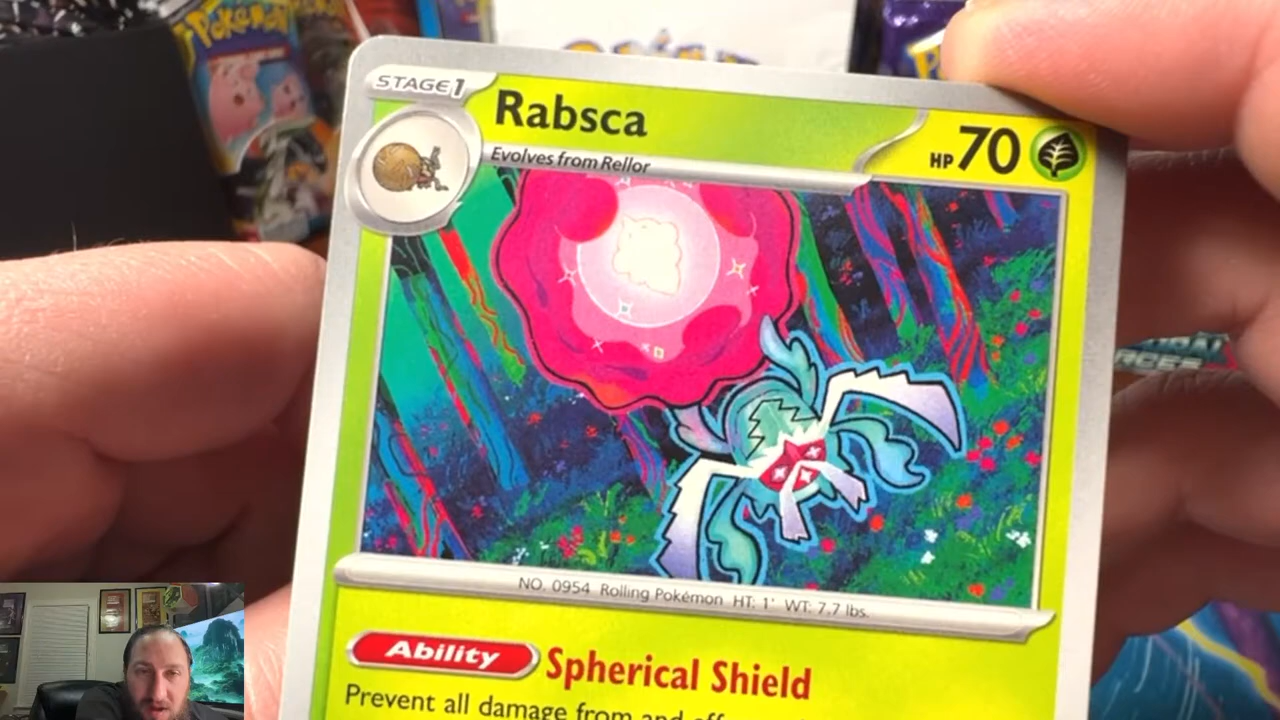 Pokémon
STAGE 1
Rabsca
HP 70
Evolves from Rellor
NO. 0954 Rolling Pokémon HT: 1' WT: 7.7 lbs.
Ability Spherical Shield
Prevent all damage from and